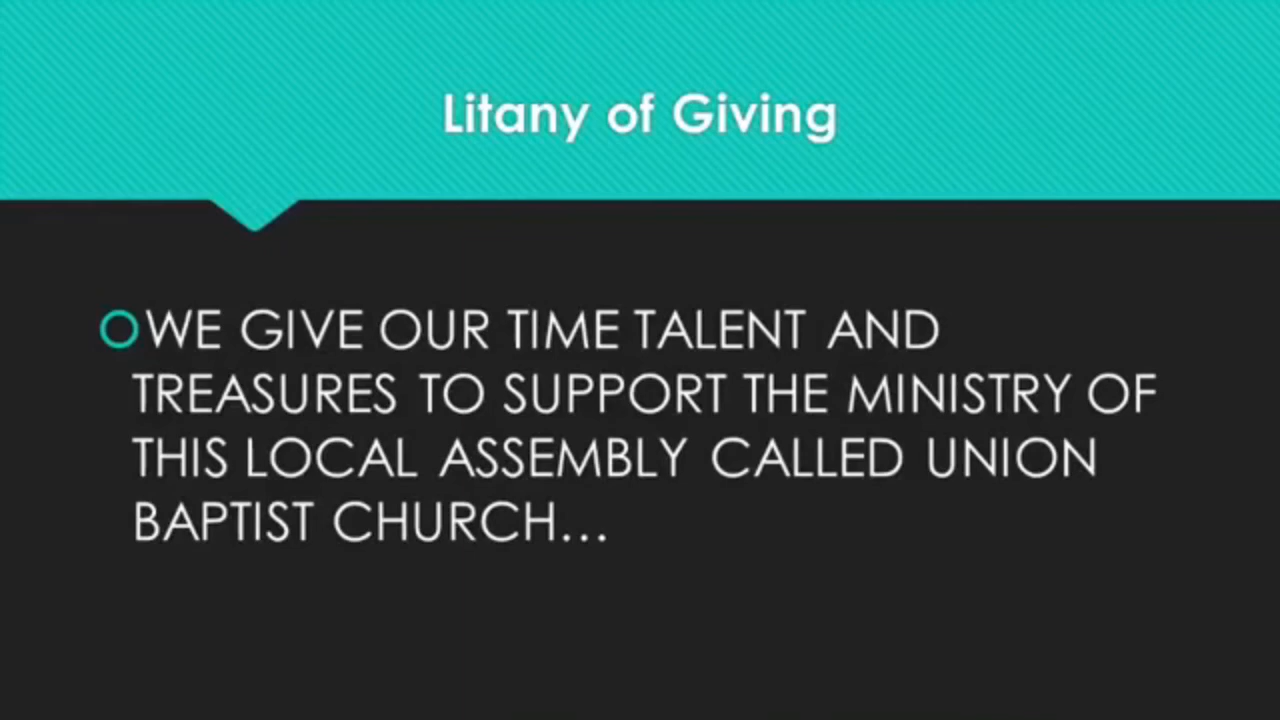 Litany of Giving
WE GIVE OUR TIME TALENT AND
TREASURES TO SUPPORT THE MINISTRY OF
THIS LOCAL ASSEMBLY CALLED UNION
BAPTIST CHURCH…